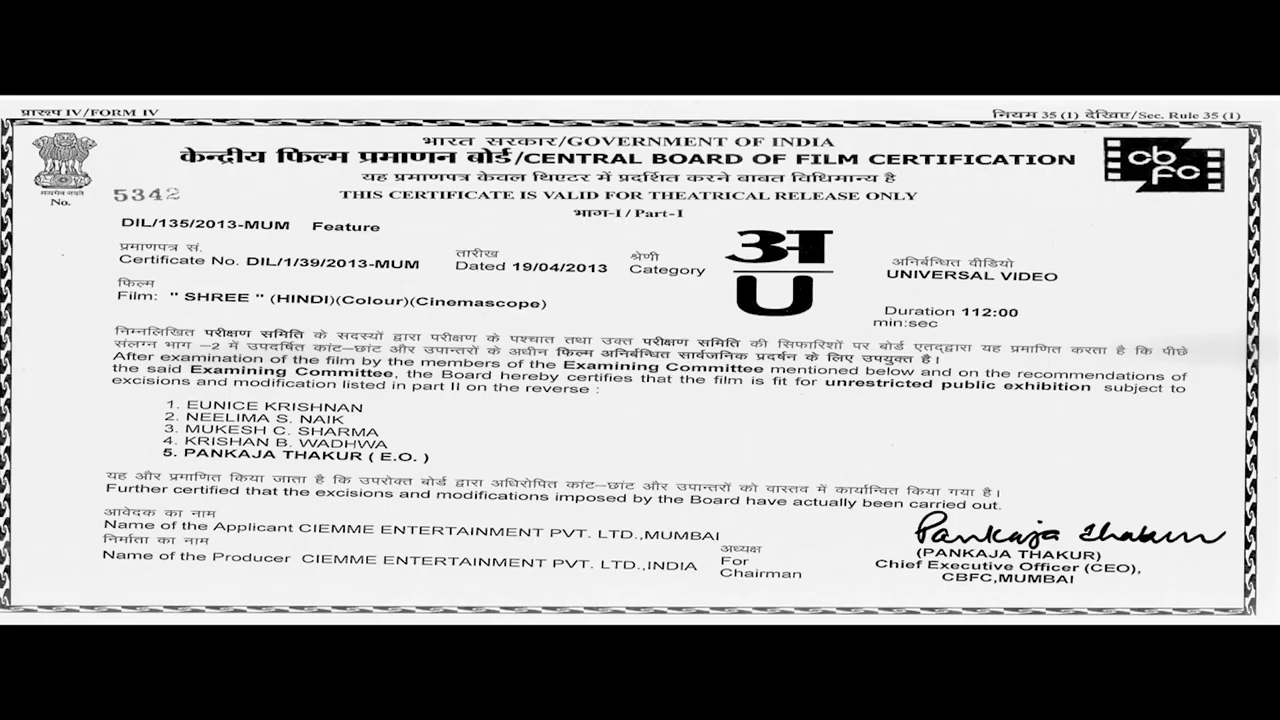 प्रारूप IV/FORM IV
नियम 35 (1) देखिए/Sec. Rule 35 (1)
भारत सरकार/GOVERNMENT OF INDIA
केन्द्रीय फिल्म प्रमाणन बोर्ड/CENTRAL BOARD OF FILM CERTIFICATION
cb
fc
यह प्रमाणपत्र केवल थिएटर में प्रदर्शित करने बाबत विधिमान्य है
सत्यमेव जयते
No. 5342
THIS CERTIFICATE IS VALID FOR THEATRICAL RELEASE ONLY
भाग-I/Part-I
DIL/135/2013-MUM Feature
प्रमाणपत्र सं. तारीख श्रेणी अ अनिर्बन्धित वीडियो
Certificate No. DIL/1/39/2013-MUM Dated 19/04/2013 Category U UNIVERSAL VIDEO
फिल्म
Film: " SHREE " (HINDI)(Colour)(Cinemascope)
Duration 112:00
min:sec
निम्नलिखित परीक्षण समिति के सदस्यों द्वारा परीक्षण के पश्चात तथा उक्त परीक्षण समिति की सिफारिशों पर बोर्ड एतद्द्वारा यह प्रमाणित करता है कि पीछे
संलग्न भाग -2 में उपदर्षित कांट-छांट और उपान्तरों के अधीन फिल्म अनिर्बन्धित सार्वजनिक प्रदर्षन के लिए उपयुक्त है।
After examination of the film by the members of the Examining Committee mentioned below and on the recommendations of
the said Examining Committee, the Board hereby certifies that the film is fit for unrestricted public exhibition subject to
excisions and modification listed in part II on the reverse :
1. EUNICE KRISHNAN
2. NEELIMA S. NAIK
3. MUKESH C. SHARMA
4. KRISHAN B. WADHWA
5. PANKAJA THAKUR ( E.O. )
यह और प्रमाणित किया जाता है कि उपरोक्त बोर्ड द्वारा अधिरोपित कांट-छांट और उपान्तरों को वास्तव में कार्यान्वित किया गया है।
Further certified that the excisions and modifications imposed by the Board have actually been carried out.
आवेदक का नाम
Name of the Applicant CIEMME ENTERTAINMENT PVT. LTD.,MUMBAI
निर्माता का नाम
Name of the Producer CIEMME ENTERTAINMENT PVT. LTD.,INDIA
अध्यक्ष
For
Chairman
Pankaja Thakur
(PANKAJA THAKUR)
Chief Executive Officer (CEO),
CBFC,MUMBAI